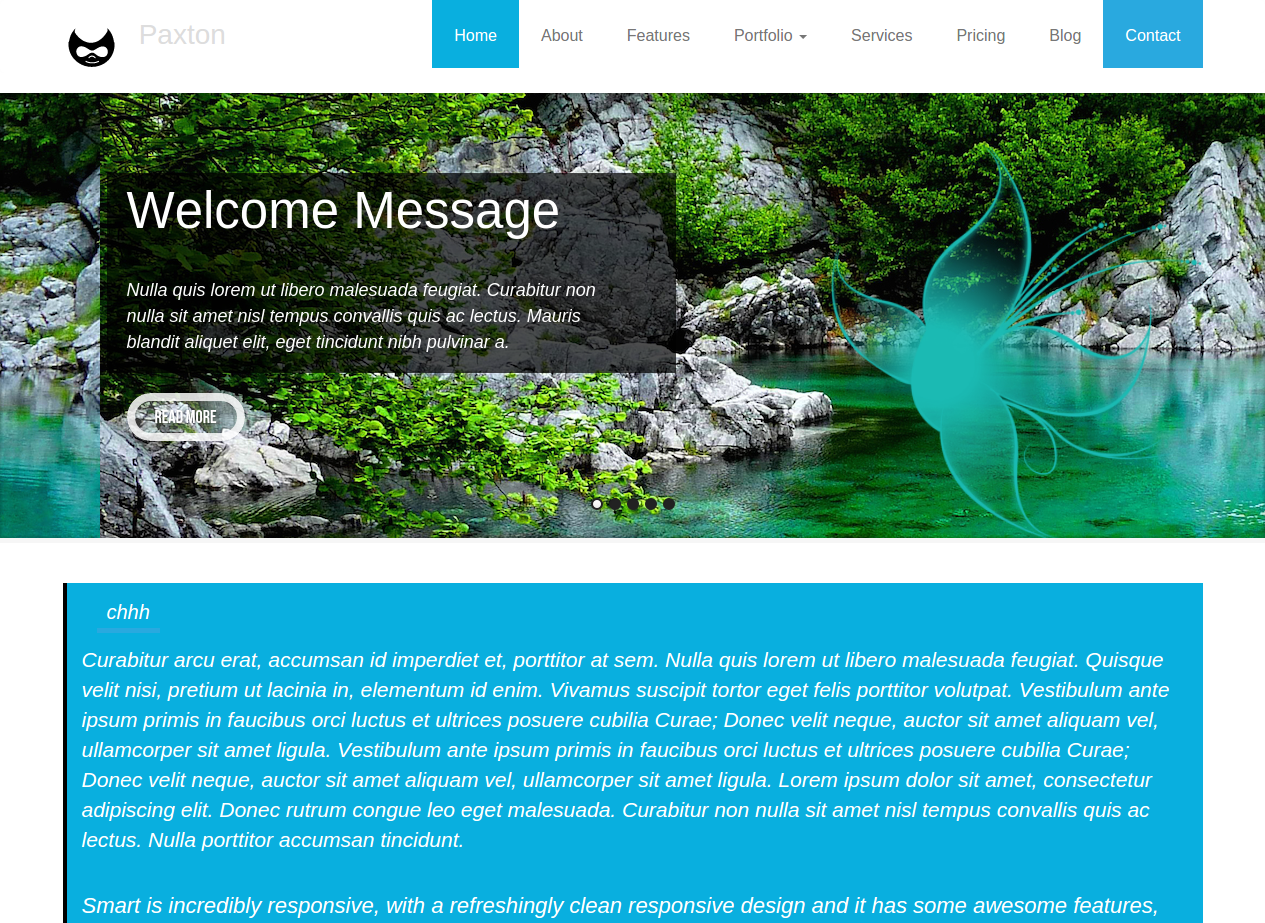 Paxton
Home About Features Portfolio Services Pricing Blog Contact
Welcome Message
Nulla quis lorem ut libero malesuada feugiat. Curabitur non
nulla sit amet nisl tempus convallis quis ac lectus. Mauris
blandit aliquet elit, eget tincidunt nibh pulvinar a.
READ MORE
chhh
Curabitur arcu erat, accumsan id imperdiet et, porttitor at sem. Nulla quis lorem ut libero malesuada feugiat. Quisque
velit nisi, pretium ut lacinia in, elementum id enim. Vivamus suscipit tortor eget felis porttitor volutpat. Vestibulum ante
ipsum primis in faucibus orci luctus et ultrices posuere cubilia Curae; Donec velit neque, auctor sit amet aliquam vel,
ullamcorper sit amet ligula. Vestibulum ante ipsum primis in faucibus orci luctus et ultrices posuere cubilia Curae;
Donec velit neque, auctor sit amet aliquam vel, ullamcorper sit amet ligula. Lorem ipsum dolor sit amet, consectetur
adipiscing elit. Donec rutrum congue leo eget malesuada. Curabitur non nulla sit amet nisl tempus convallis quis ac
lectus. Nulla porttitor accumsan tincidunt.
Smart is incredibly responsive, with a refreshingly clean responsive design and it has some awesome features,